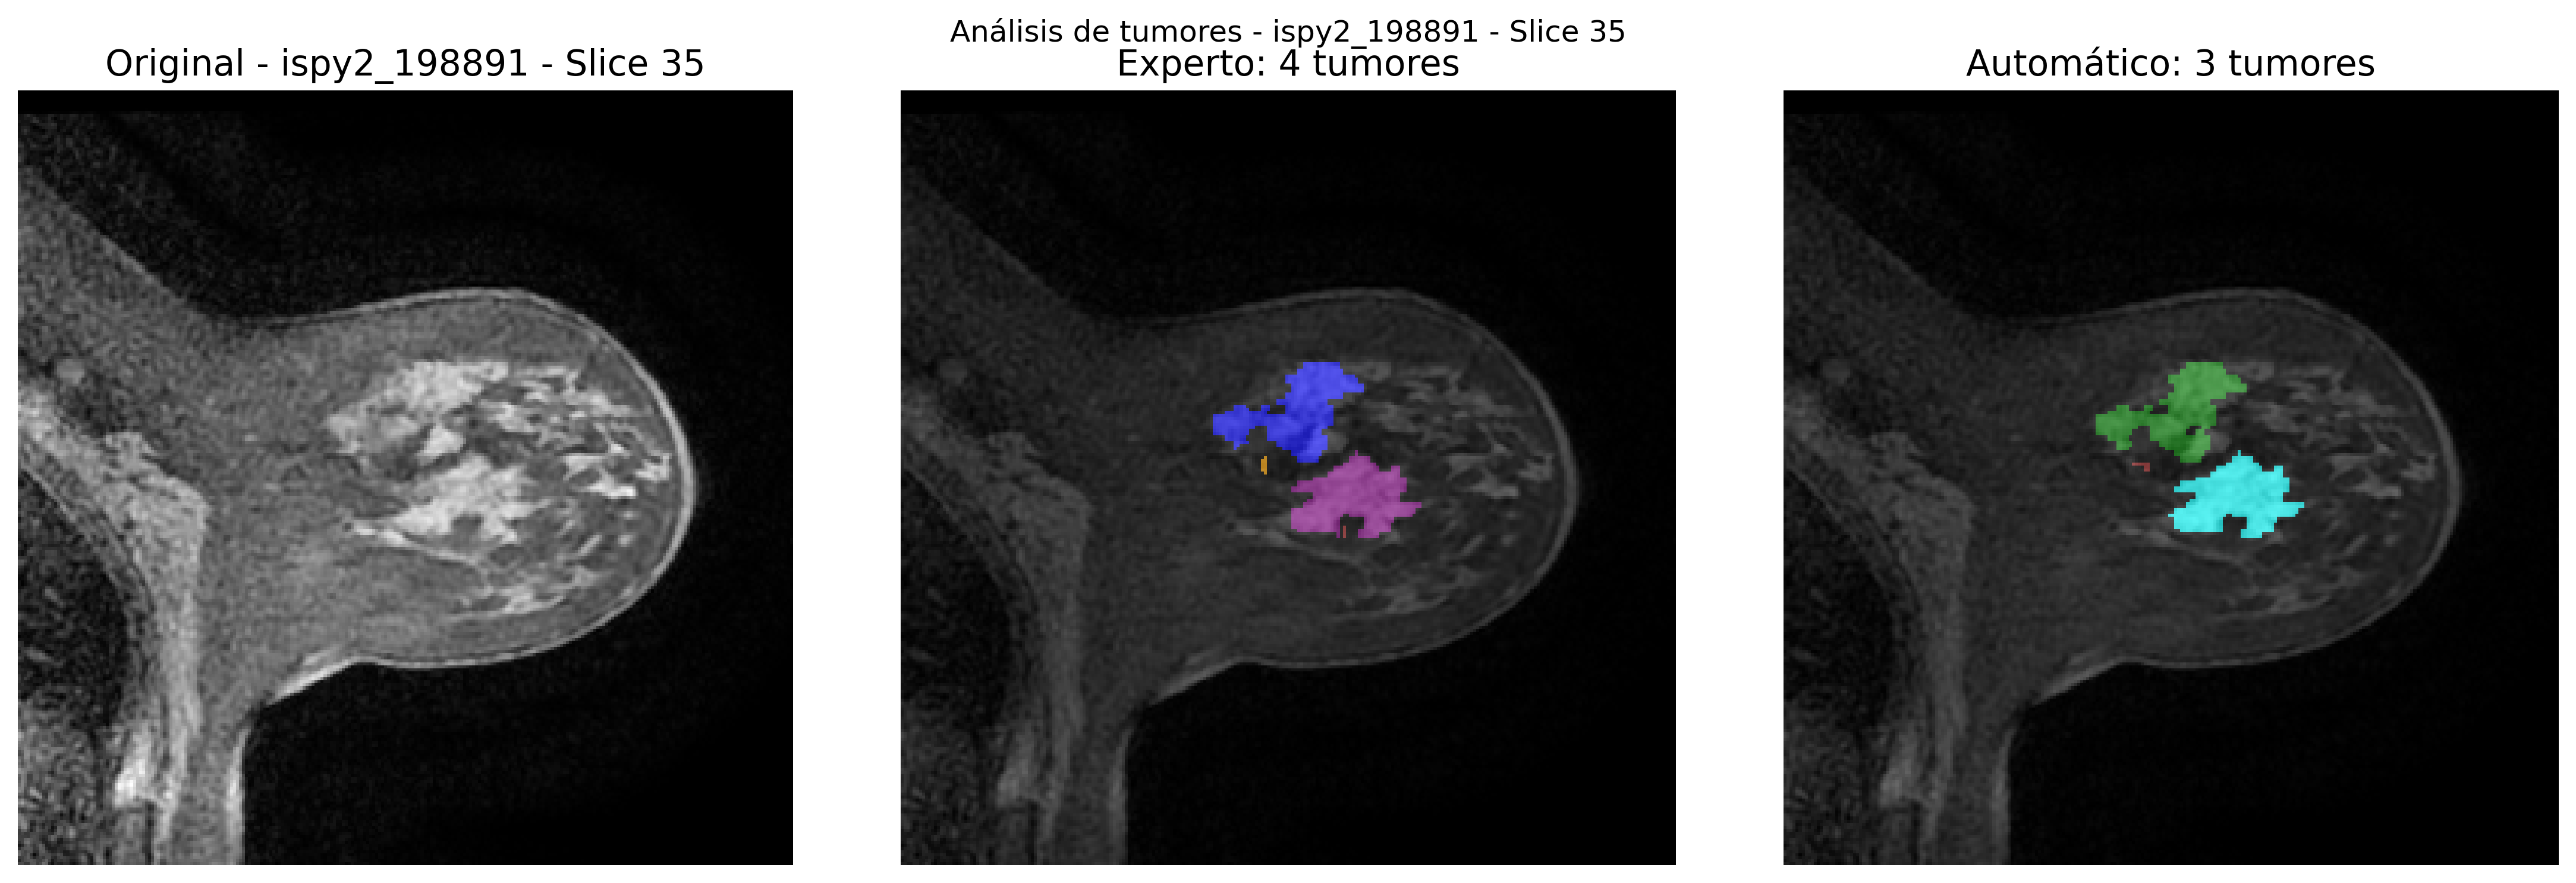 Análisis de tumores - ispy2_198891 - Slice 35
Original - ispy2_198891 - Slice 35
Experto: 4 tumores
Automático: 3 tumores